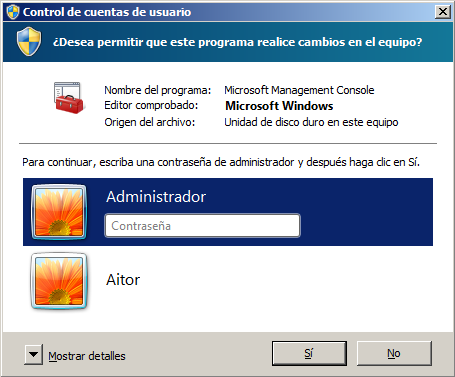 Control de cuentas de usuario
¿Desea permitir que este programa realice cambios en el equipo?
Nombre del programa: Microsoft Management Console
Editor comprobado: Microsoft Windows
Origen del archivo: Unidad de disco duro en este equipo
Para continuar, escriba una contraseña de administrador y después haga clic en Sí.
Administrador
Contraseña
Aitor
Mostrar detalles
Sí
No